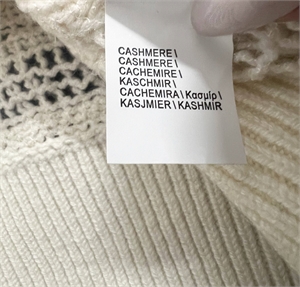 CASHMERE\
CASHMERE\
CACHEMIRE\
KASCHMIR\
CACHEMIRA\ Κασμίρ\
KASJMIER\ KASHMIR